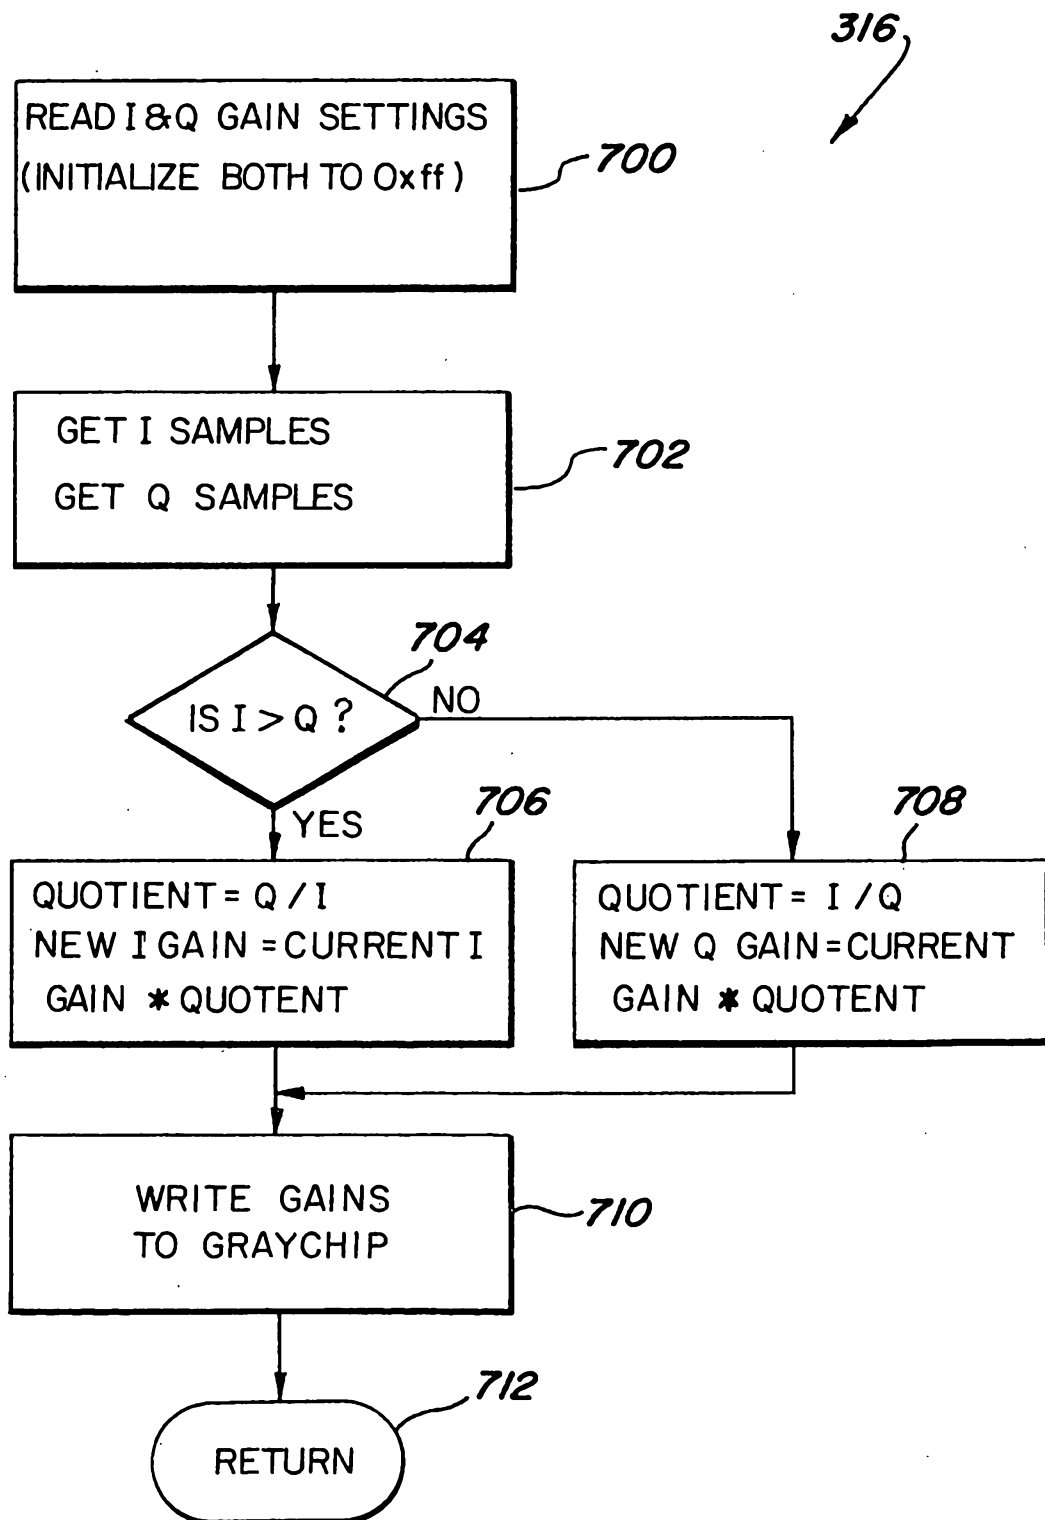 316
READ I & Q GAIN SETTINGS
(INITIALIZE BOTH TO 0xff)
700
GET I SAMPLES
GET Q SAMPLES
702
704
IS I > Q ?
NO
YES
706
QUOTIENT = Q / I
NEW I GAIN = CURRENT I
GAIN * QUOTENT
708
QUOTIENT = I / Q
NEW Q GAIN = CURRENT
GAIN * QUOTENT
WRITE GAINS
TO GRAYCHIP
710
712
RETURN